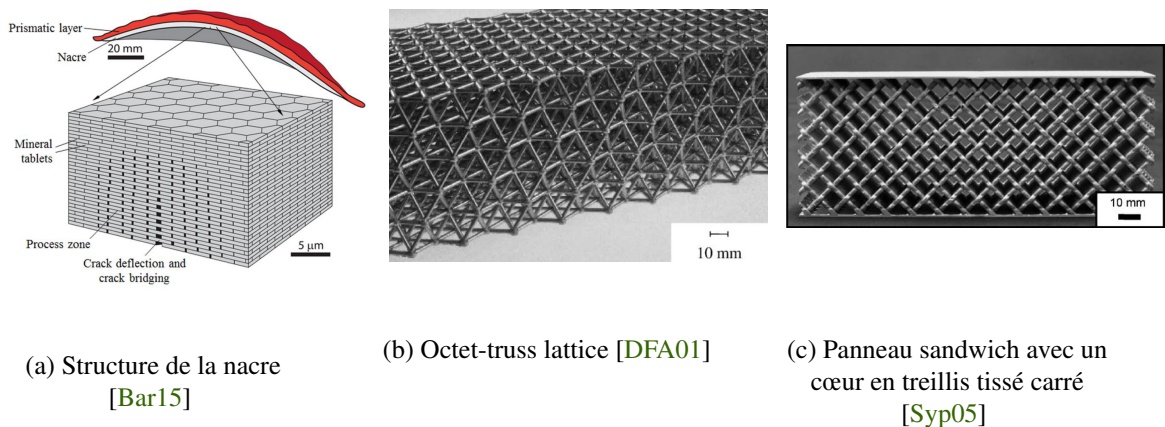 Prismatic layer
20 mm
Nacre
Mineral
tablets
Process zone
5 µm
Crack deflection and
crack bridging
10 mm
10 mm
(a) Structure de la nacre
[Bar15]
(b) Octet-truss lattice [DFA01]
(c) Panneau sandwich avec un
cœur en treillis tissé carré
[Syp05]